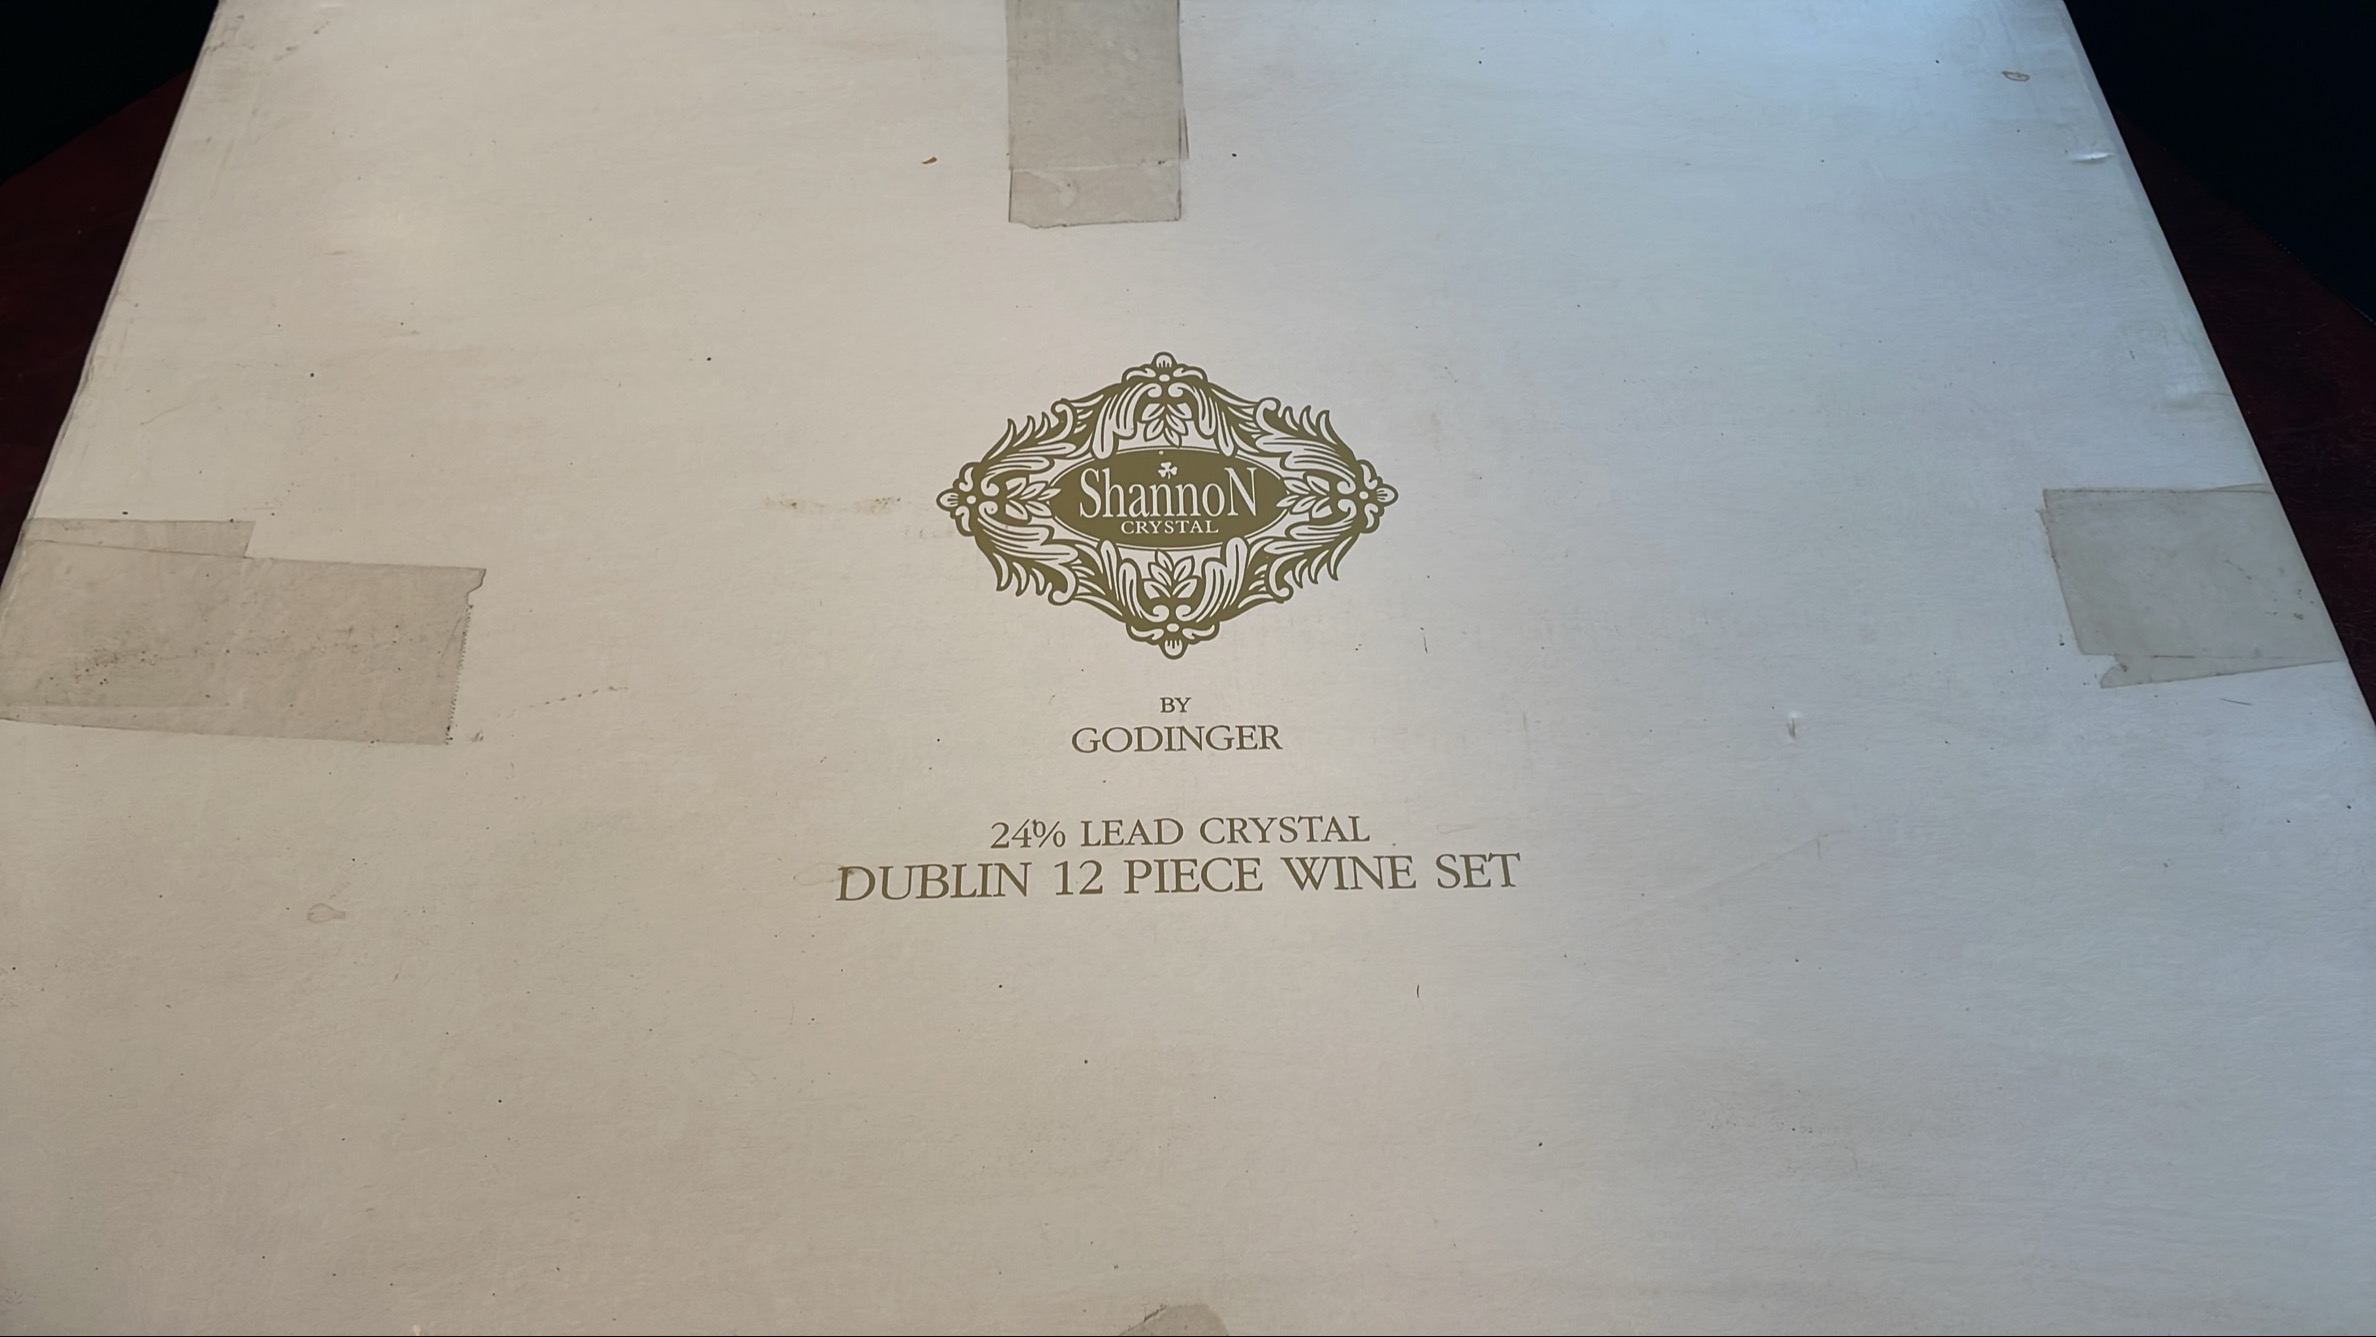 ShannoN
CRYSTAL
BY
GODINGER
24% LEAD CRYSTAL
DUBLIN 12 PIECE WINE SET